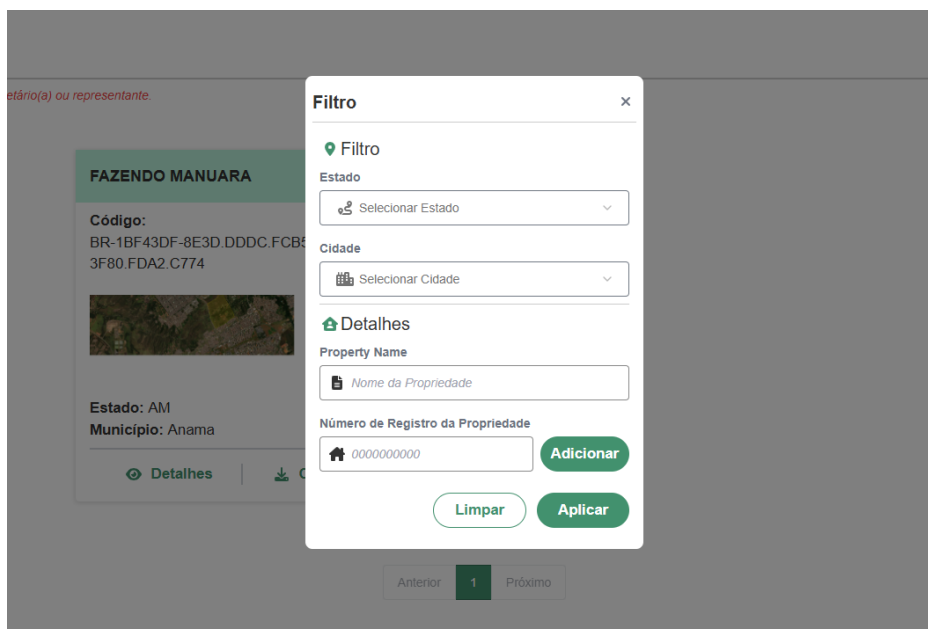 etário(a) ou representante.
FAZENDO MANUARA
Código:
BR-1BF43DF-8E3D.DDDC.FCB5
3F80.FDA2.C774
Estado: AM
Município: Anama
Detalhes
Filtro
×
Filtro
Estado
Selecionar Estado
Cidade
Selecionar Cidade
Detalhes
Property Name
Nome da Propriedade
Número de Registro da Propriedade
0000000000
Adicionar
Limpar
Aplicar
Anterior
1
Próximo